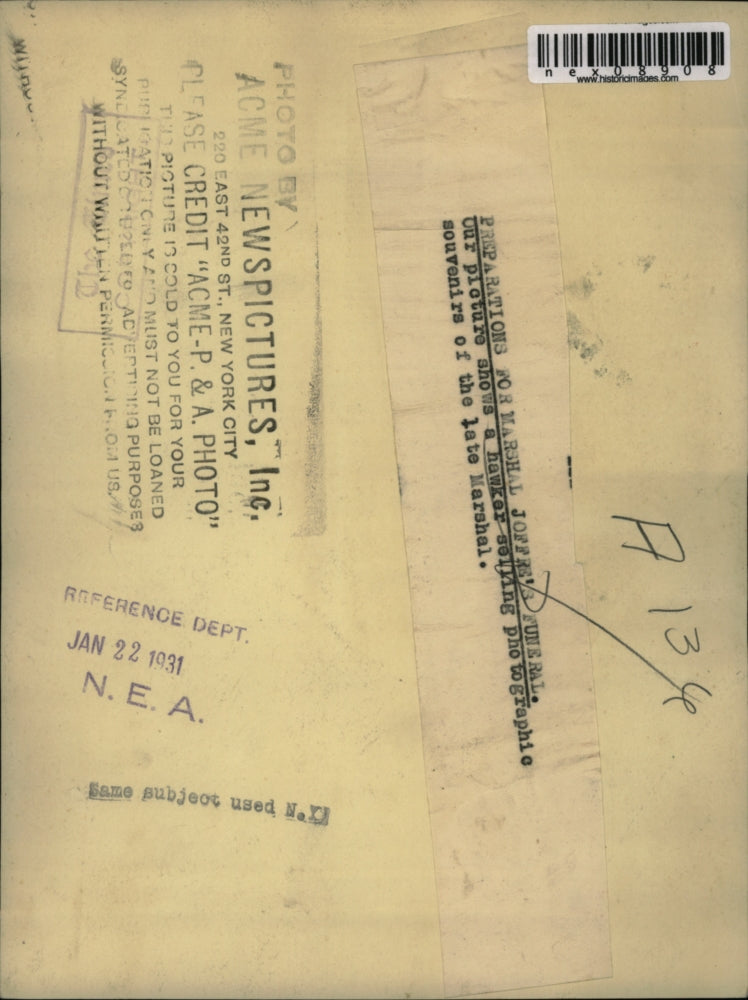 nex08908
www.historicimages.com
PREPARATIONS FOR MARSHAL JOFFRE'S FUNERAL.
Our picture shows a hawker selling photographic
souvenirs of the late Marshal.
PHOTO BY
ACME NEWSPICTURES, Inc.
220 EAST 42ND ST., NEW YORK CITY
PLEASE CREDIT "ACME-P. & A. PHOTO"
THIS PICTURE IS SOLD TO YOU FOR YOUR
PUBLICATION ONLY AND MUST NOT BE LOANED
SYNDICATED OR USED FOR ADVERTISING PURPOSES
WITHOUT WRITTEN PERMISSION FROM US.
REFERENCE DEPT.
JAN 22 1931
N. E. A.
Same subject used N.Y.
A 13